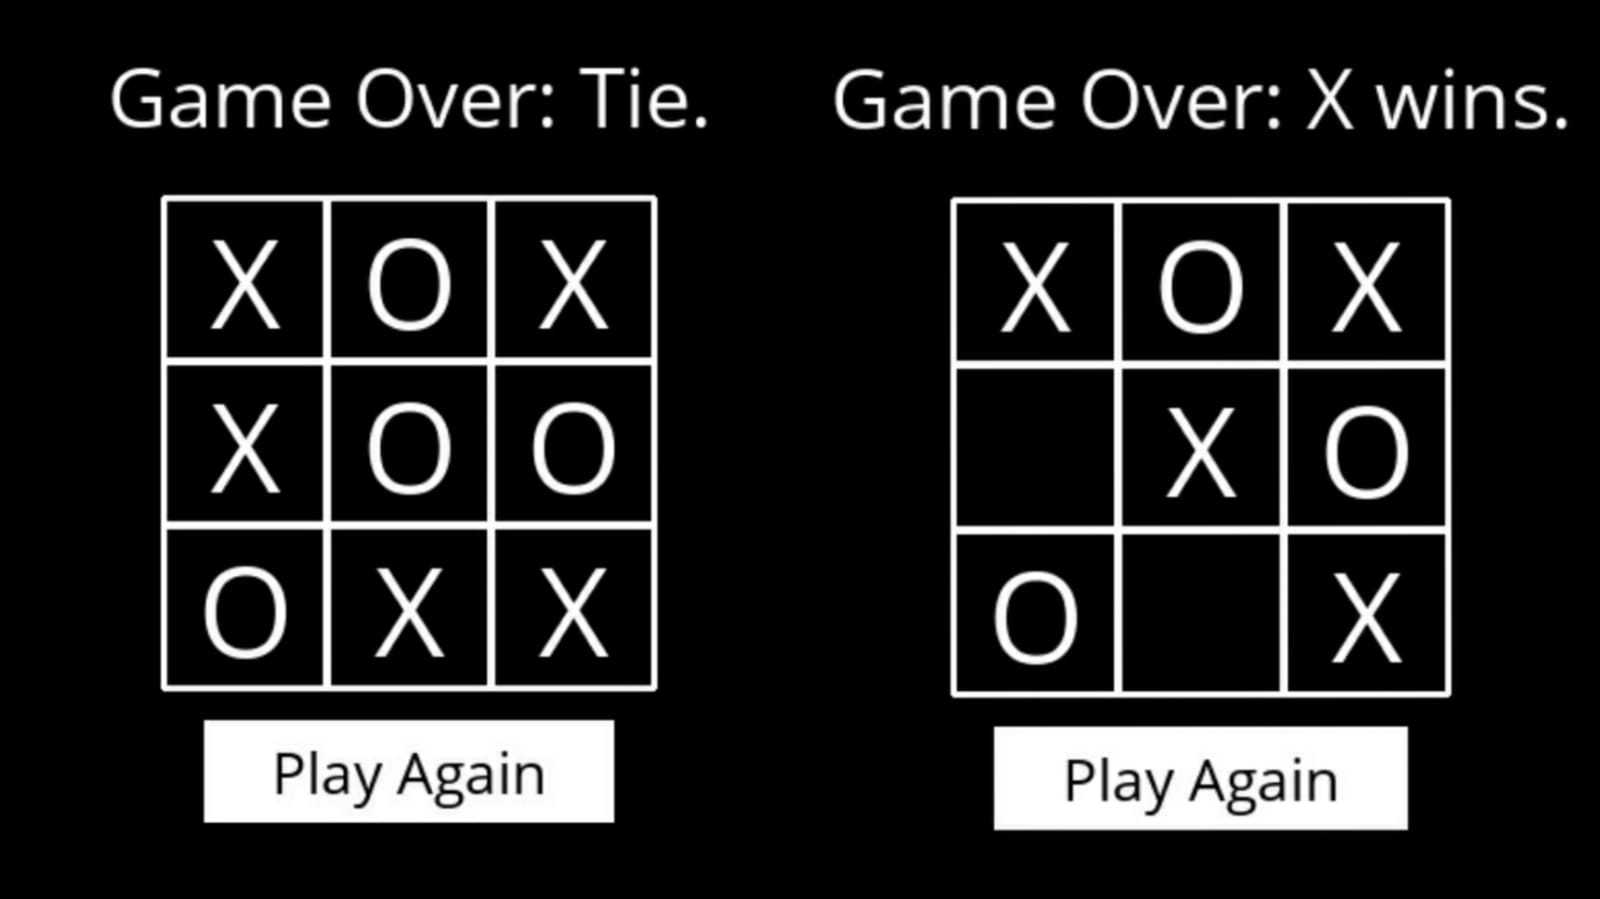 Game Over: Tie.
X O X
X O O
O X X
Play Again
Game Over: X wins.
X O X
X O
O X
Play Again